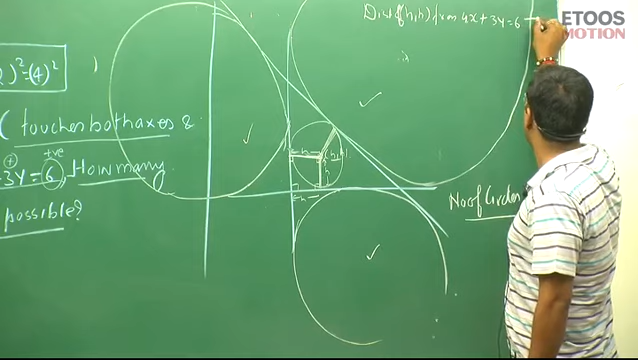 Dist of (h,h) from 4x + 3y = 6
ETOOS
MOTION
)² = (4)²
( touches both axes &
3y = 6, How many
+ve
possible?
No of Circles